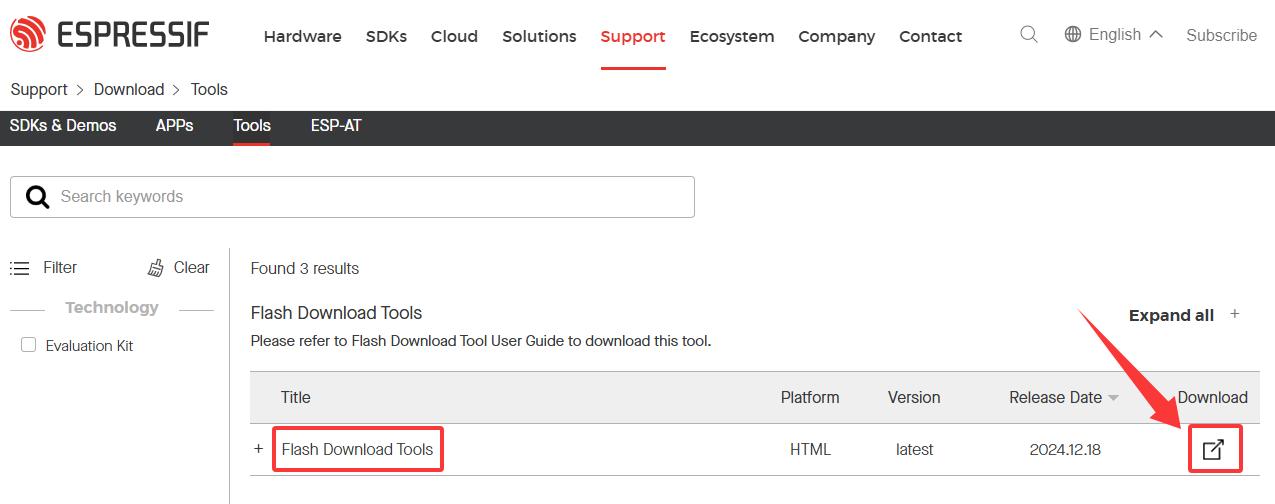 ESPRESSIF
Hardware SDKs Cloud Solutions Support Ecosystem Company Contact English Subscribe
Support > Download > Tools
SDKs & Demos APPs Tools ESP-AT
Search keywords
Filter Clear
Technology
Evaluation Kit
Found 3 results
Flash Download Tools
Expand all +
Please refer to Flash Download Tool User Guide to download this tool.
Title Platform Version Release Date Download
+ Flash Download Tools HTML latest 2024.12.18